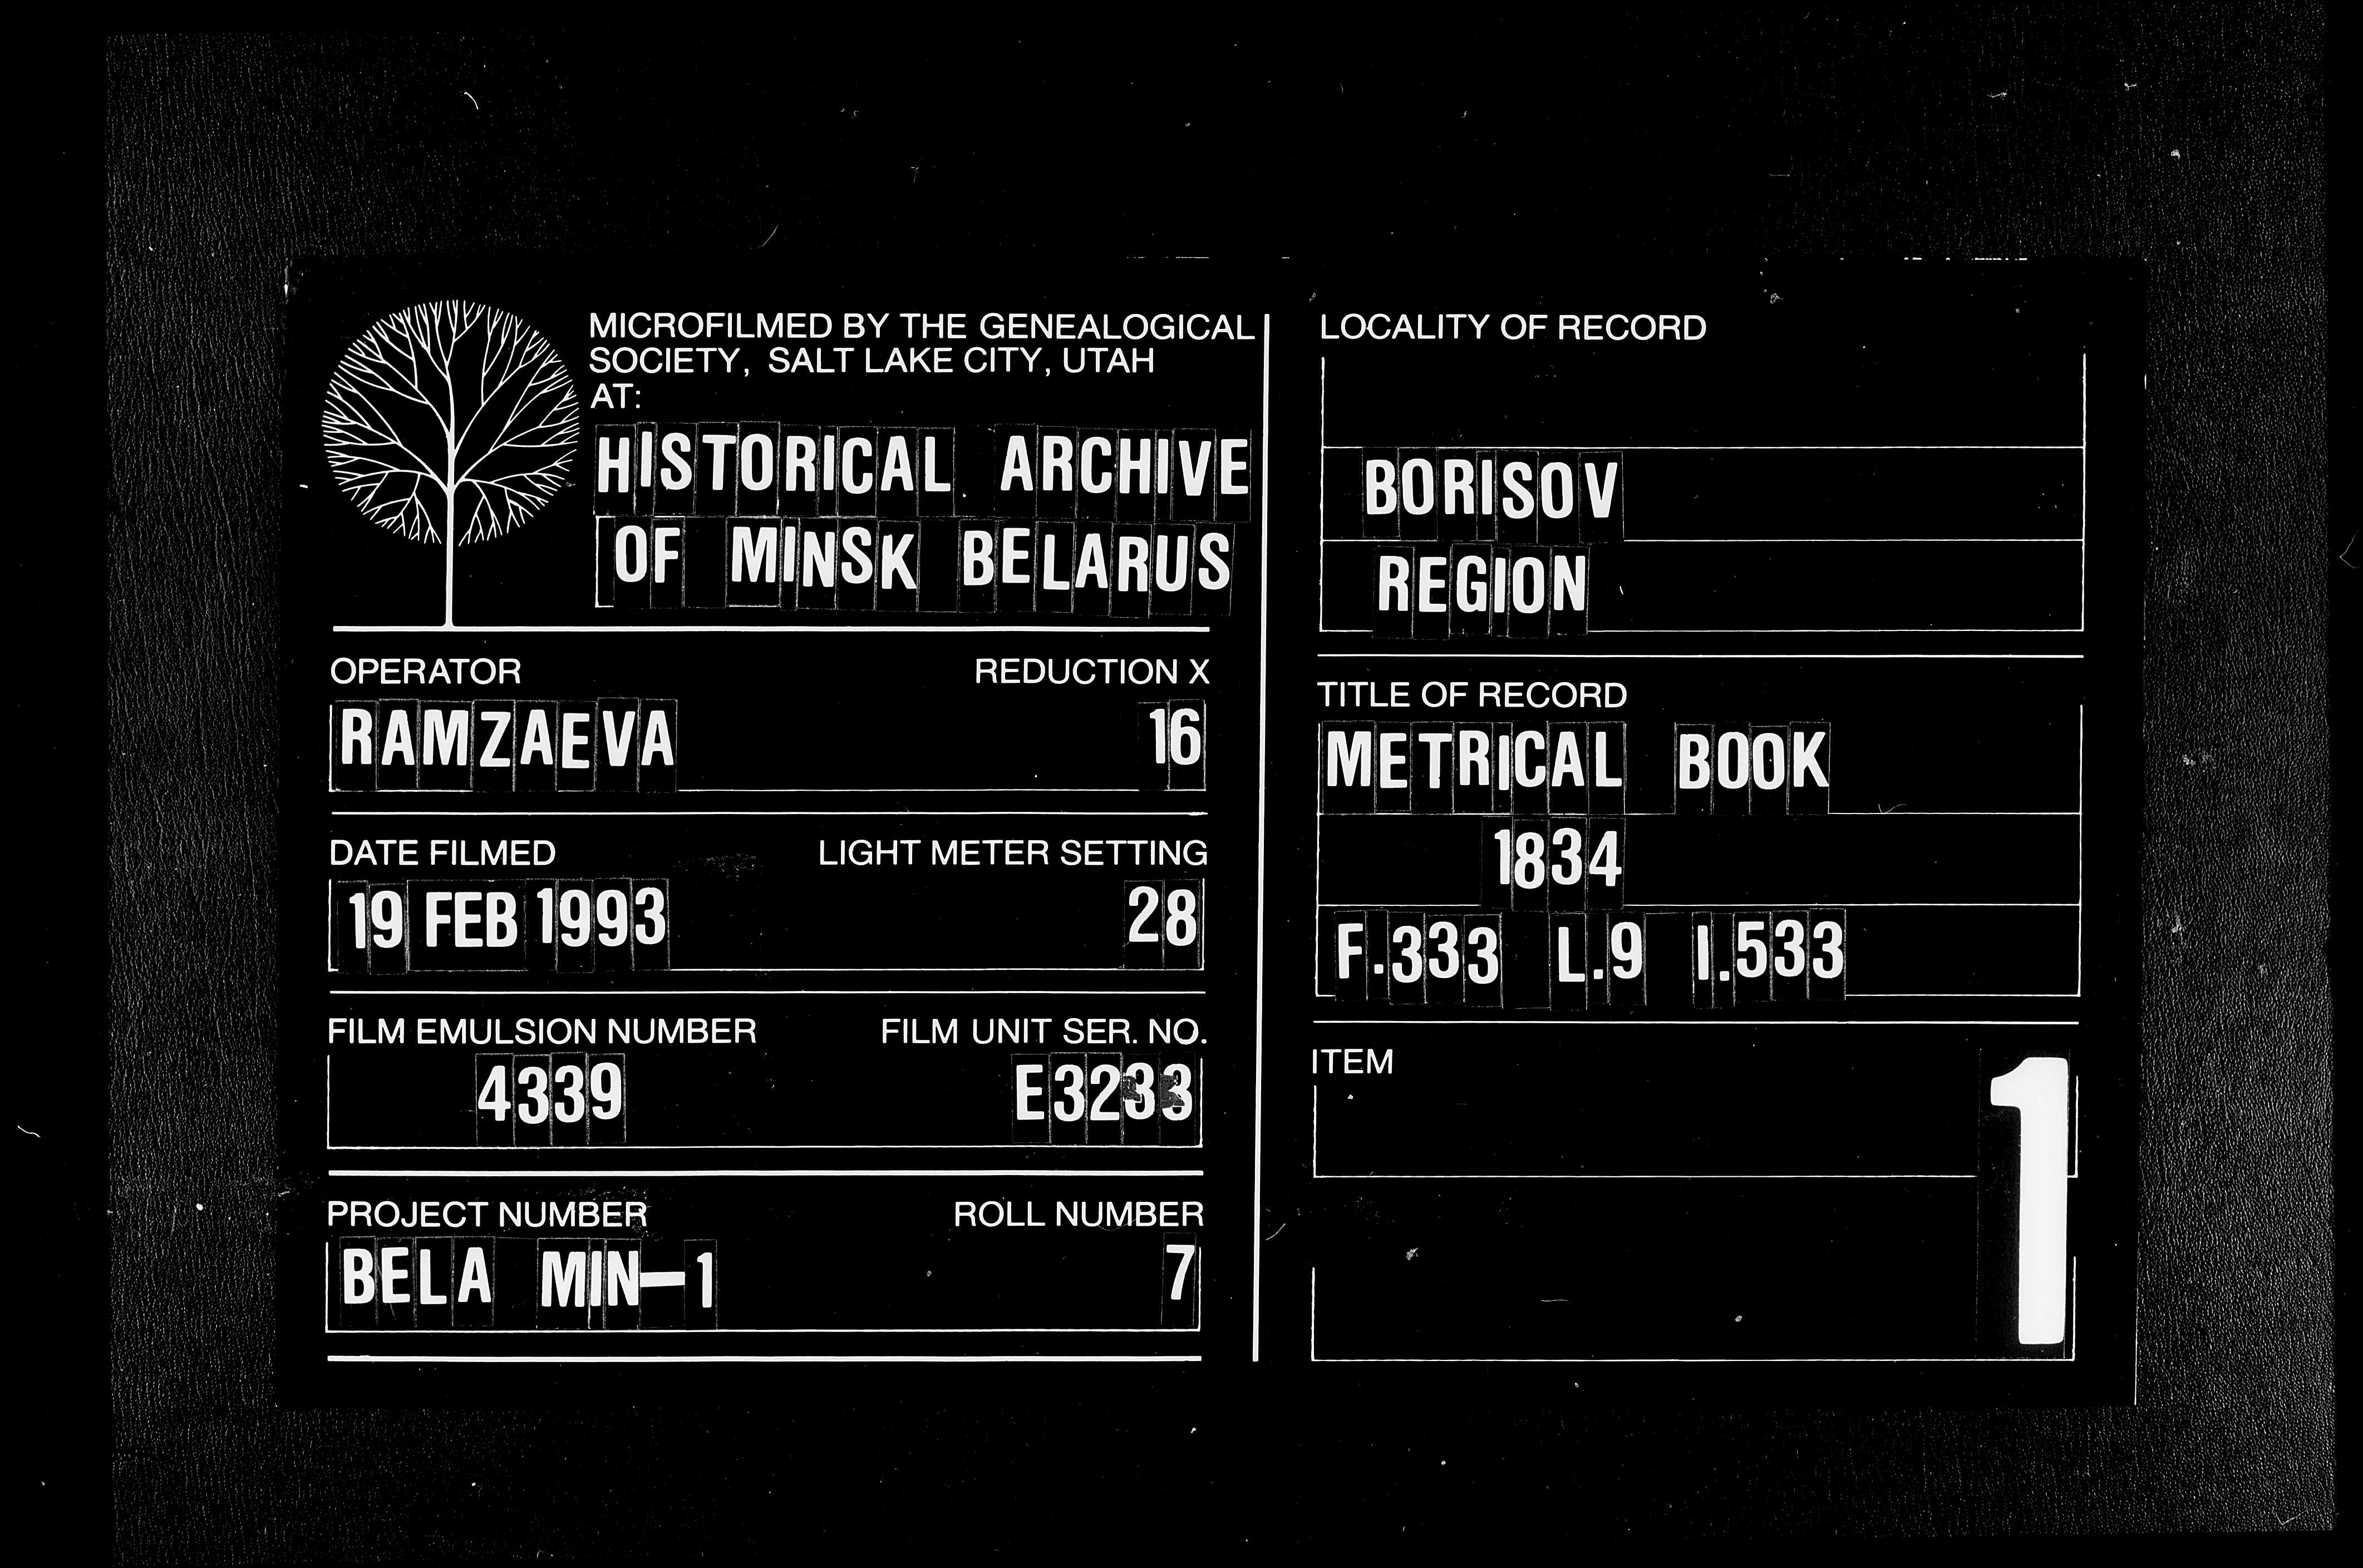 MICROFILMED BY THE GENEALOGICAL
SOCIETY, SALT LAKE CITY, UTAH
AT:
HISTORICAL ARCHIVE
OF MINSK BELARUS
OPERATOR REDUCTION X
RAMZAEVA 16
DATE FILMED LIGHT METER SETTING
19 FEB 1993 28
FILM EMULSION NUMBER FILM UNIT SER. NO.
4339 E3233
PROJECT NUMBER ROLL NUMBER
BELA MIN-1 7
LOCALITY OF RECORD
BORISOV
REGION
TITLE OF RECORD
METRICAL BOOK
1834
F.333 L.9 I.533
ITEM
1